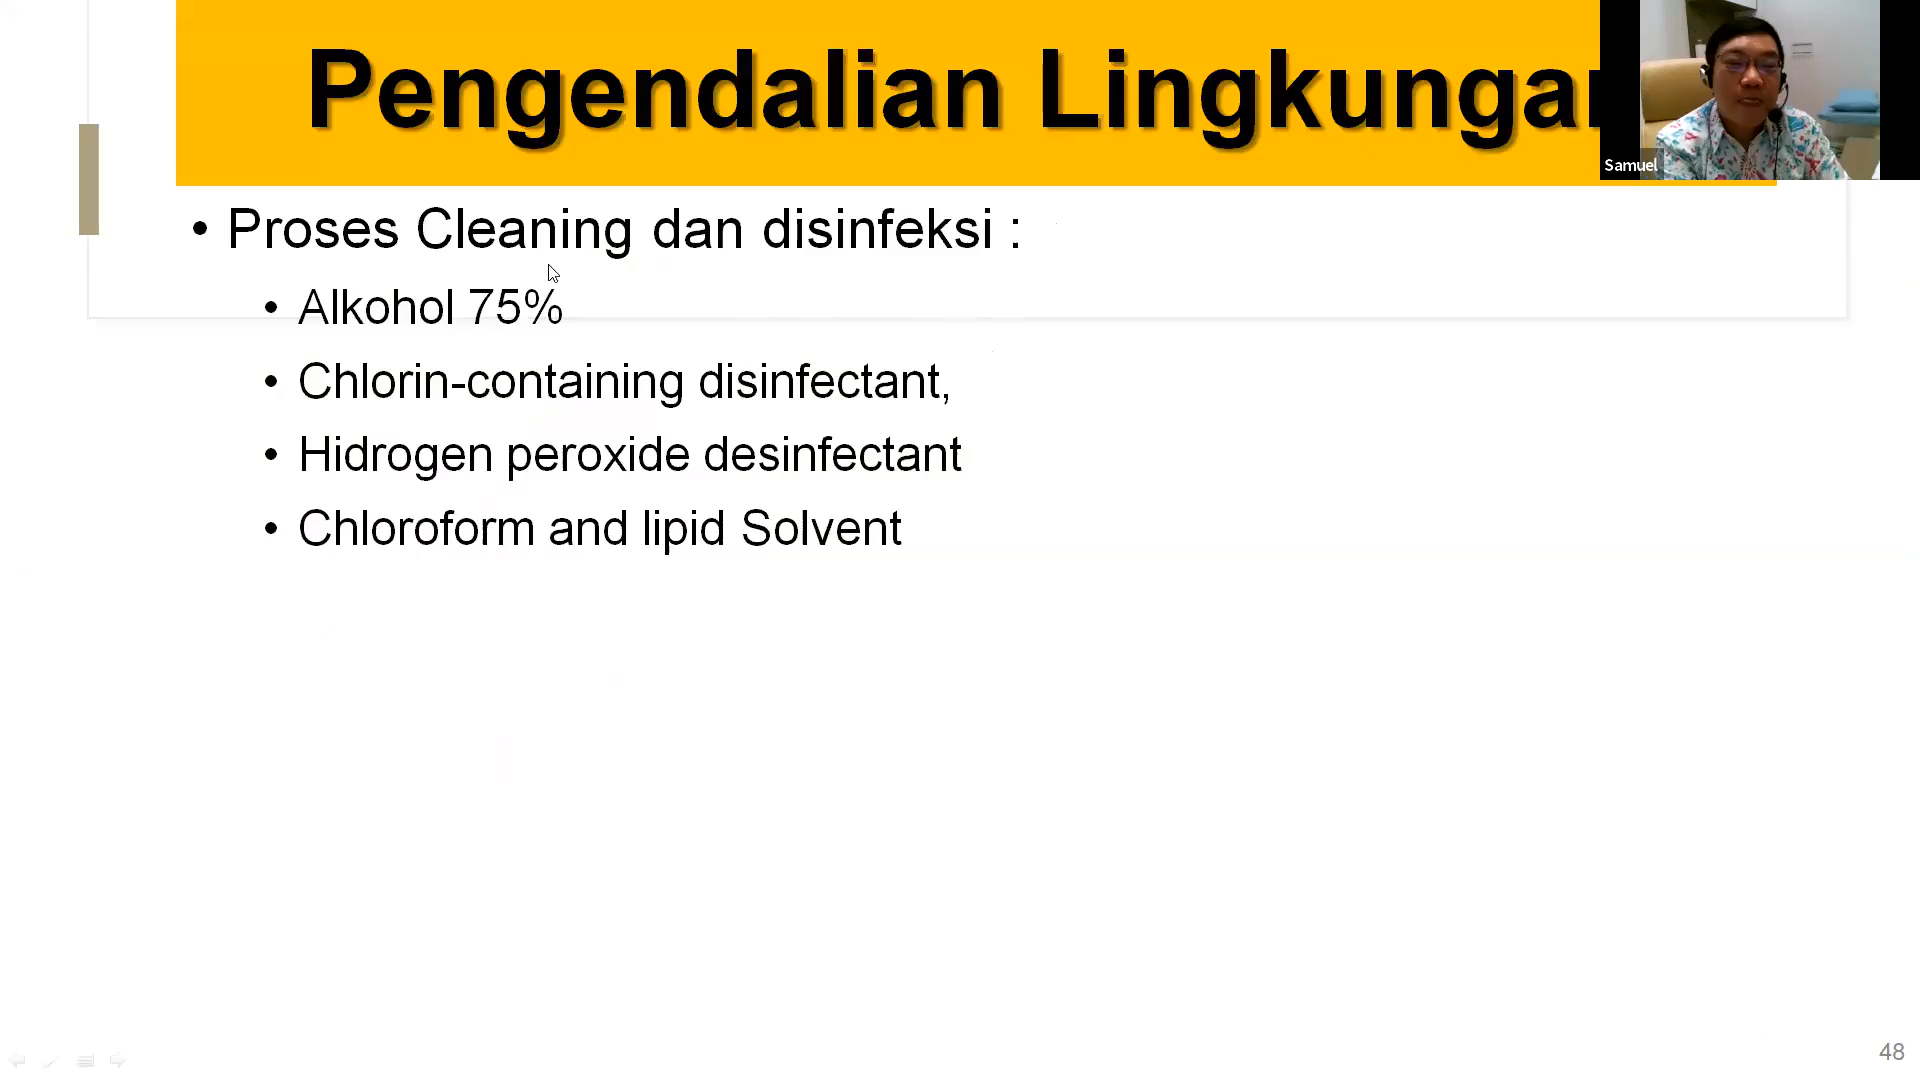 Pengendalian Lingkungan
Samuel
• Proses Cleaning dan disinfeksi :
• Alkohol 75%
• Chlorin-containing disinfectant,
• Hidrogen peroxide desinfectant
• Chloroform and lipid Solvent
48